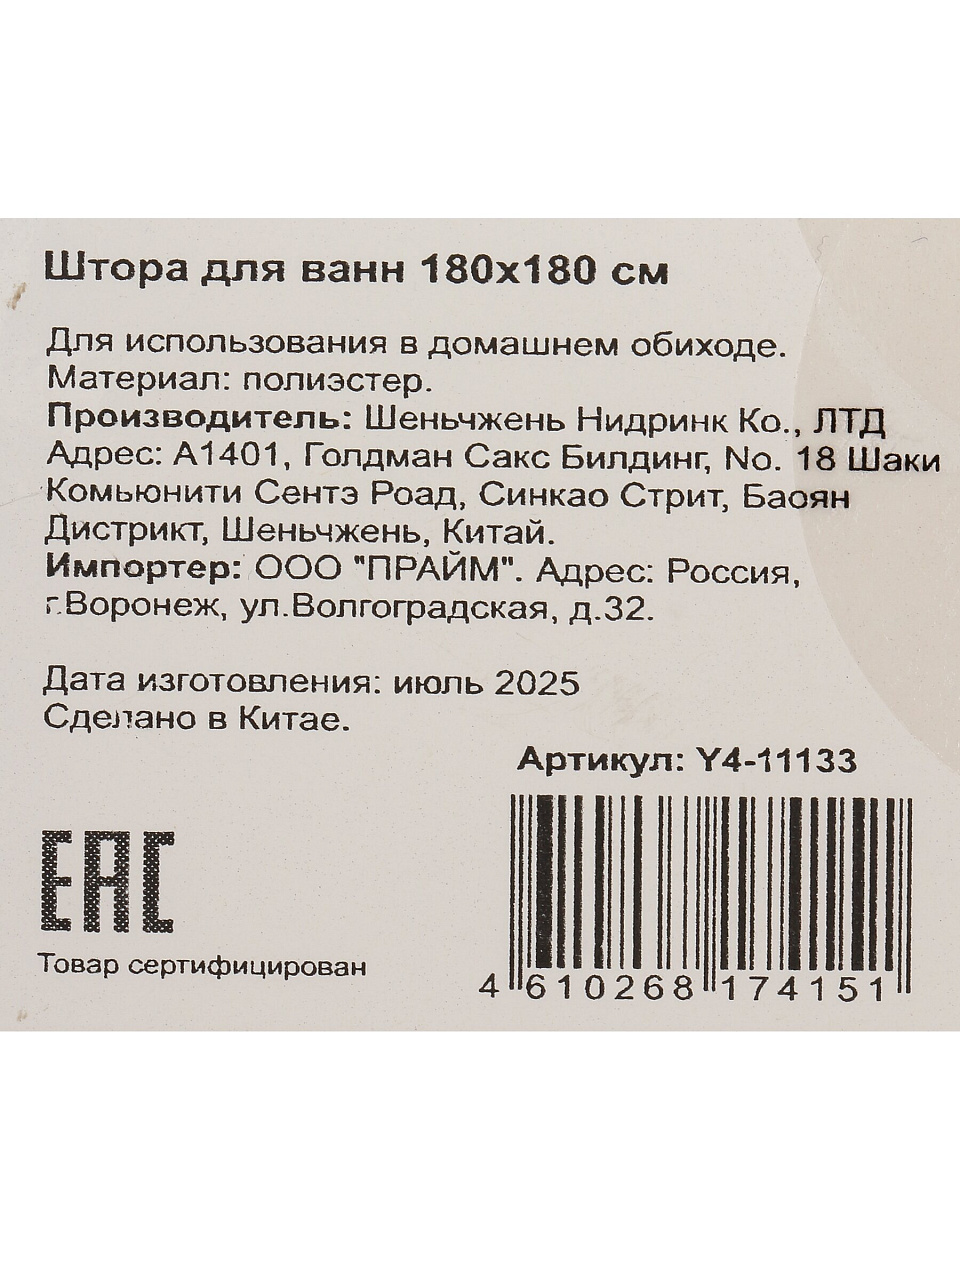 Штора для ванн 180х180 см
Для использования в домашнем обиходе.
Материал: полиэстер.
Производитель: Шеньчжень Нидринк Ко., ЛТД
Адрес: А1401, Голдман Сакс Билдинг, No. 18 Шаки
Комьюнити Сентэ Роад, Синкао Стрит, Баоян
Дистрикт, Шеньчжень, Китай.
Импортер: ООО "ПРАЙМ". Адрес: Россия,
г.Воронеж, ул.Волгоградская, д.32.
Дата изготовления: июль 2025
Сделано в Китае.
Артикул: Y4-11133
EAC
Товар сертифицирован
4 610268 174151